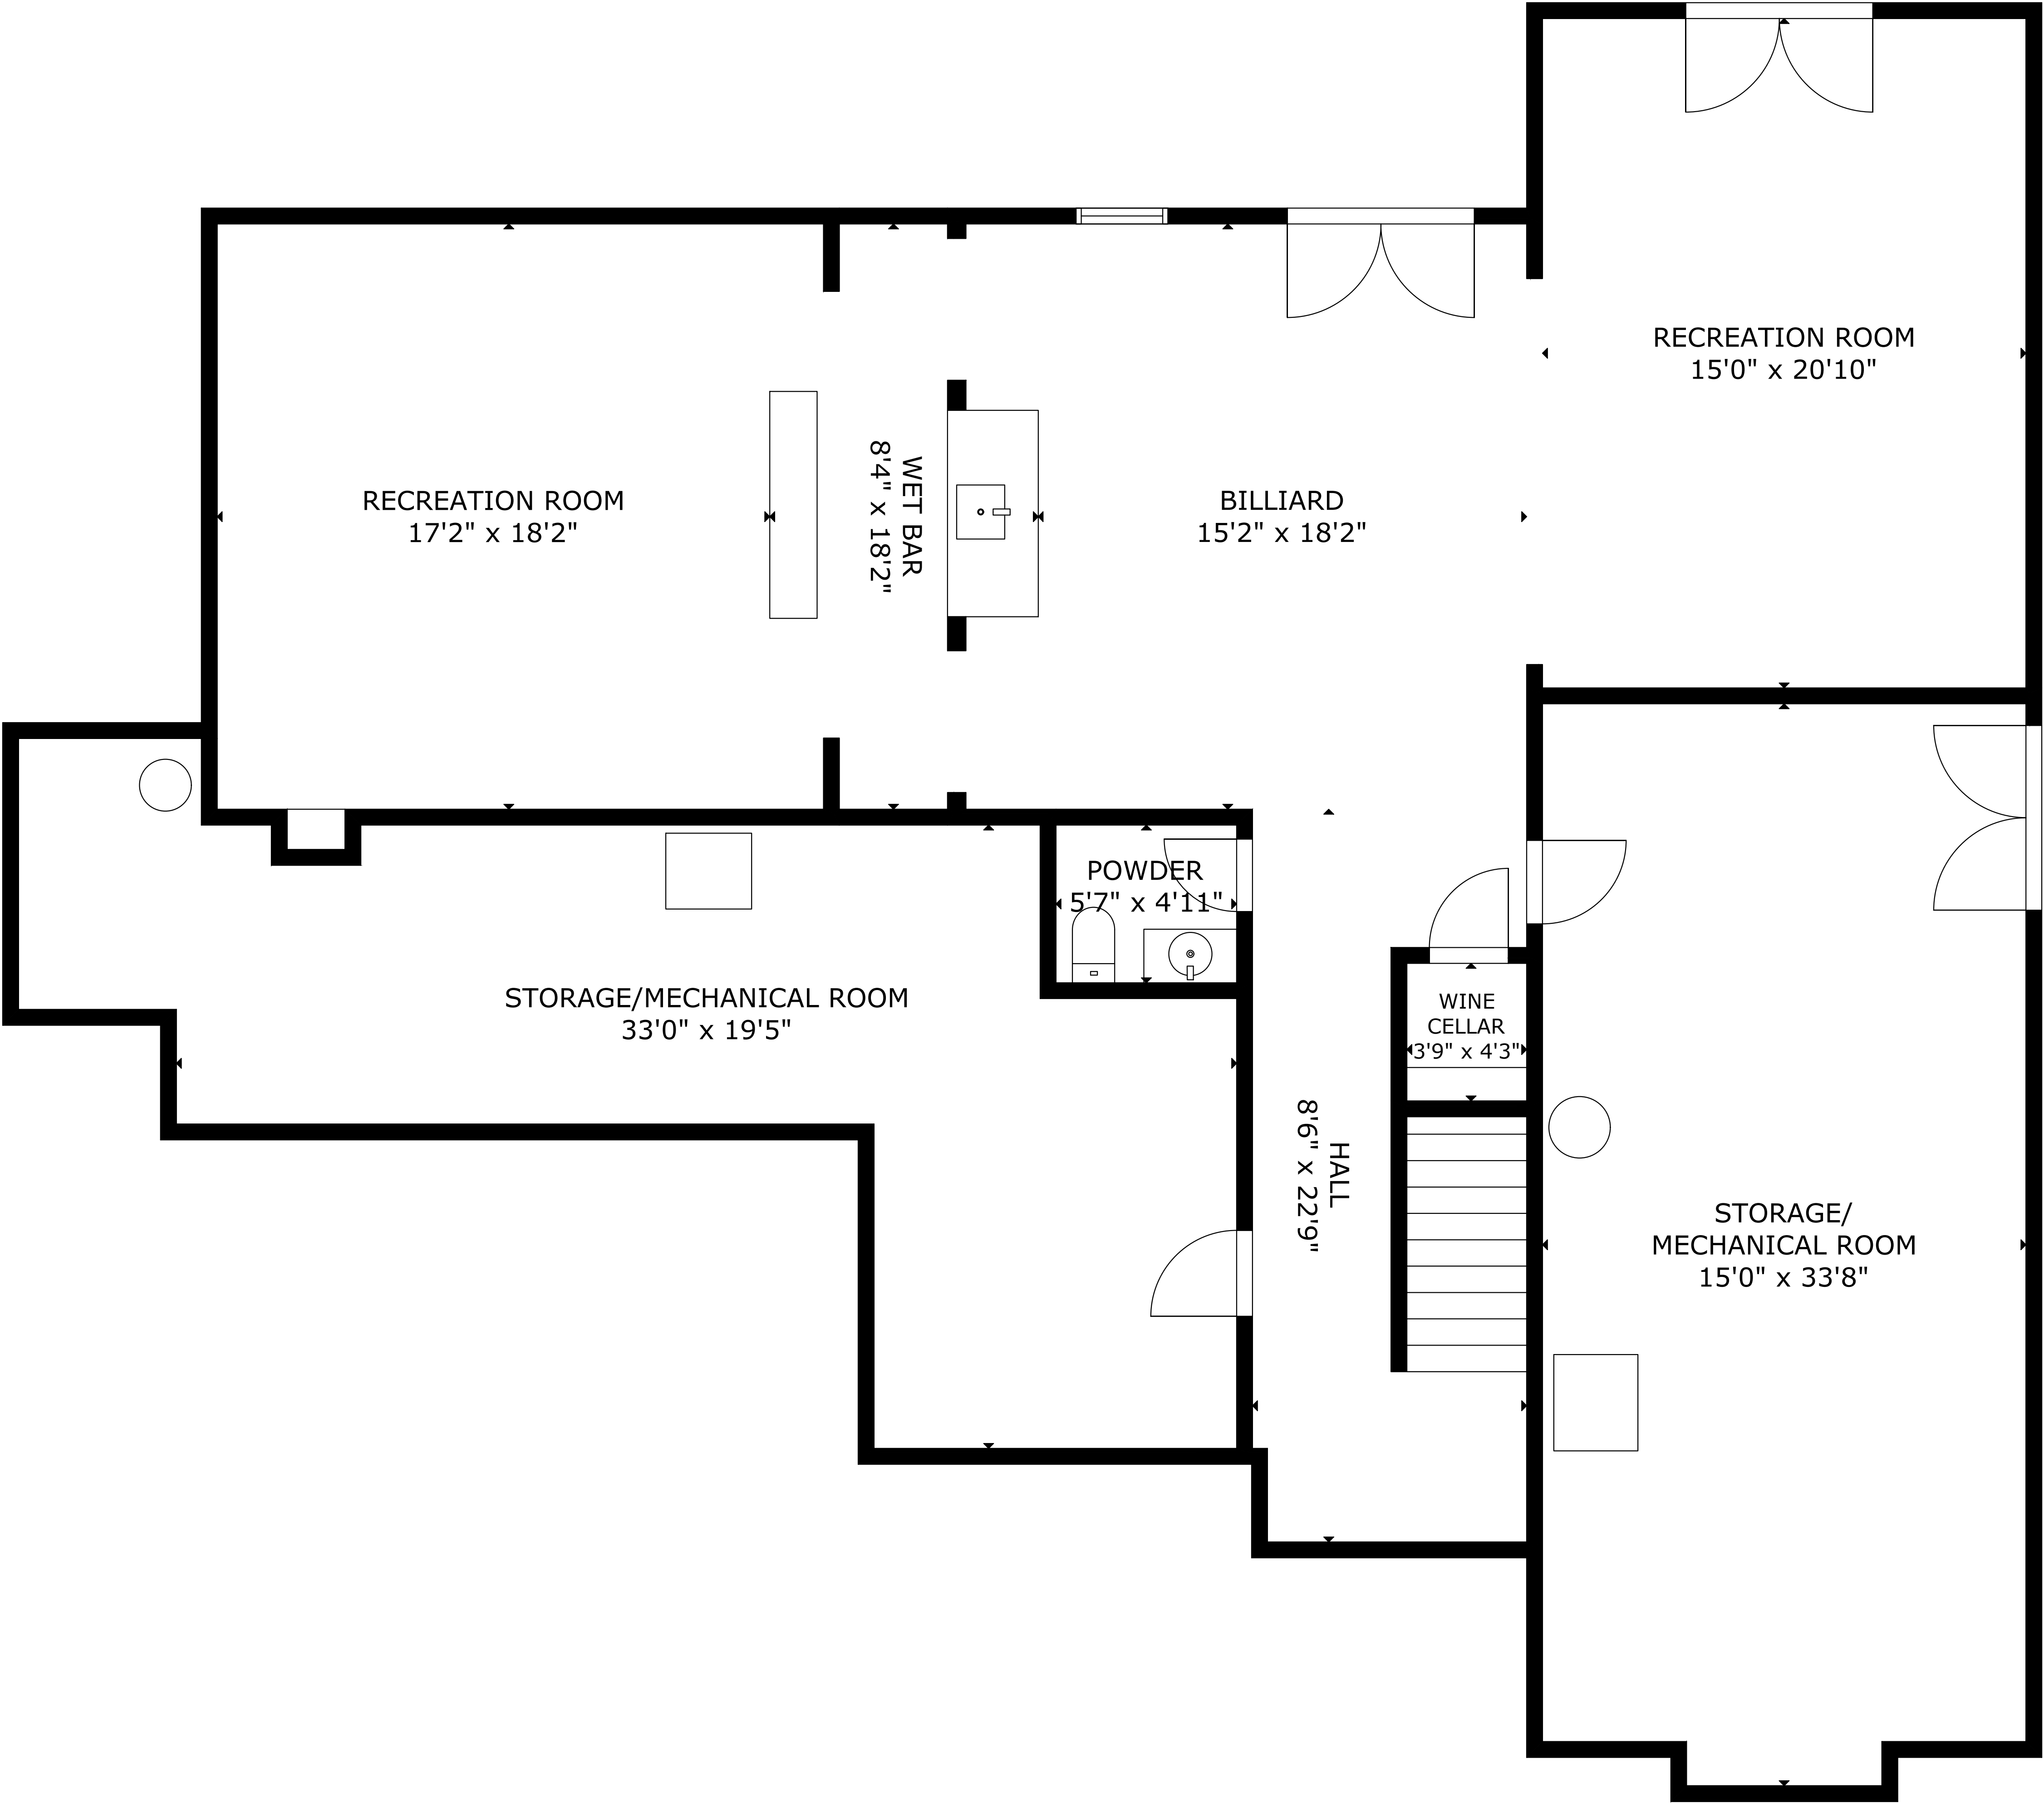 RECREATION ROOM
15'0" x 20'10"
RECREATION ROOM
17'2" x 18'2"
WET BAR
8'4" x 18'2"
BILLIARD
15'2" x 18'2"
POWDER
5'7" x 4'11"
STORAGE/MECHANICAL ROOM
33'0" x 19'5"
WINE
CELLAR
3'9" x 4'3"
HALL
8'6" x 22'9"
STORAGE/
MECHANICAL ROOM
15'0" x 33'8"